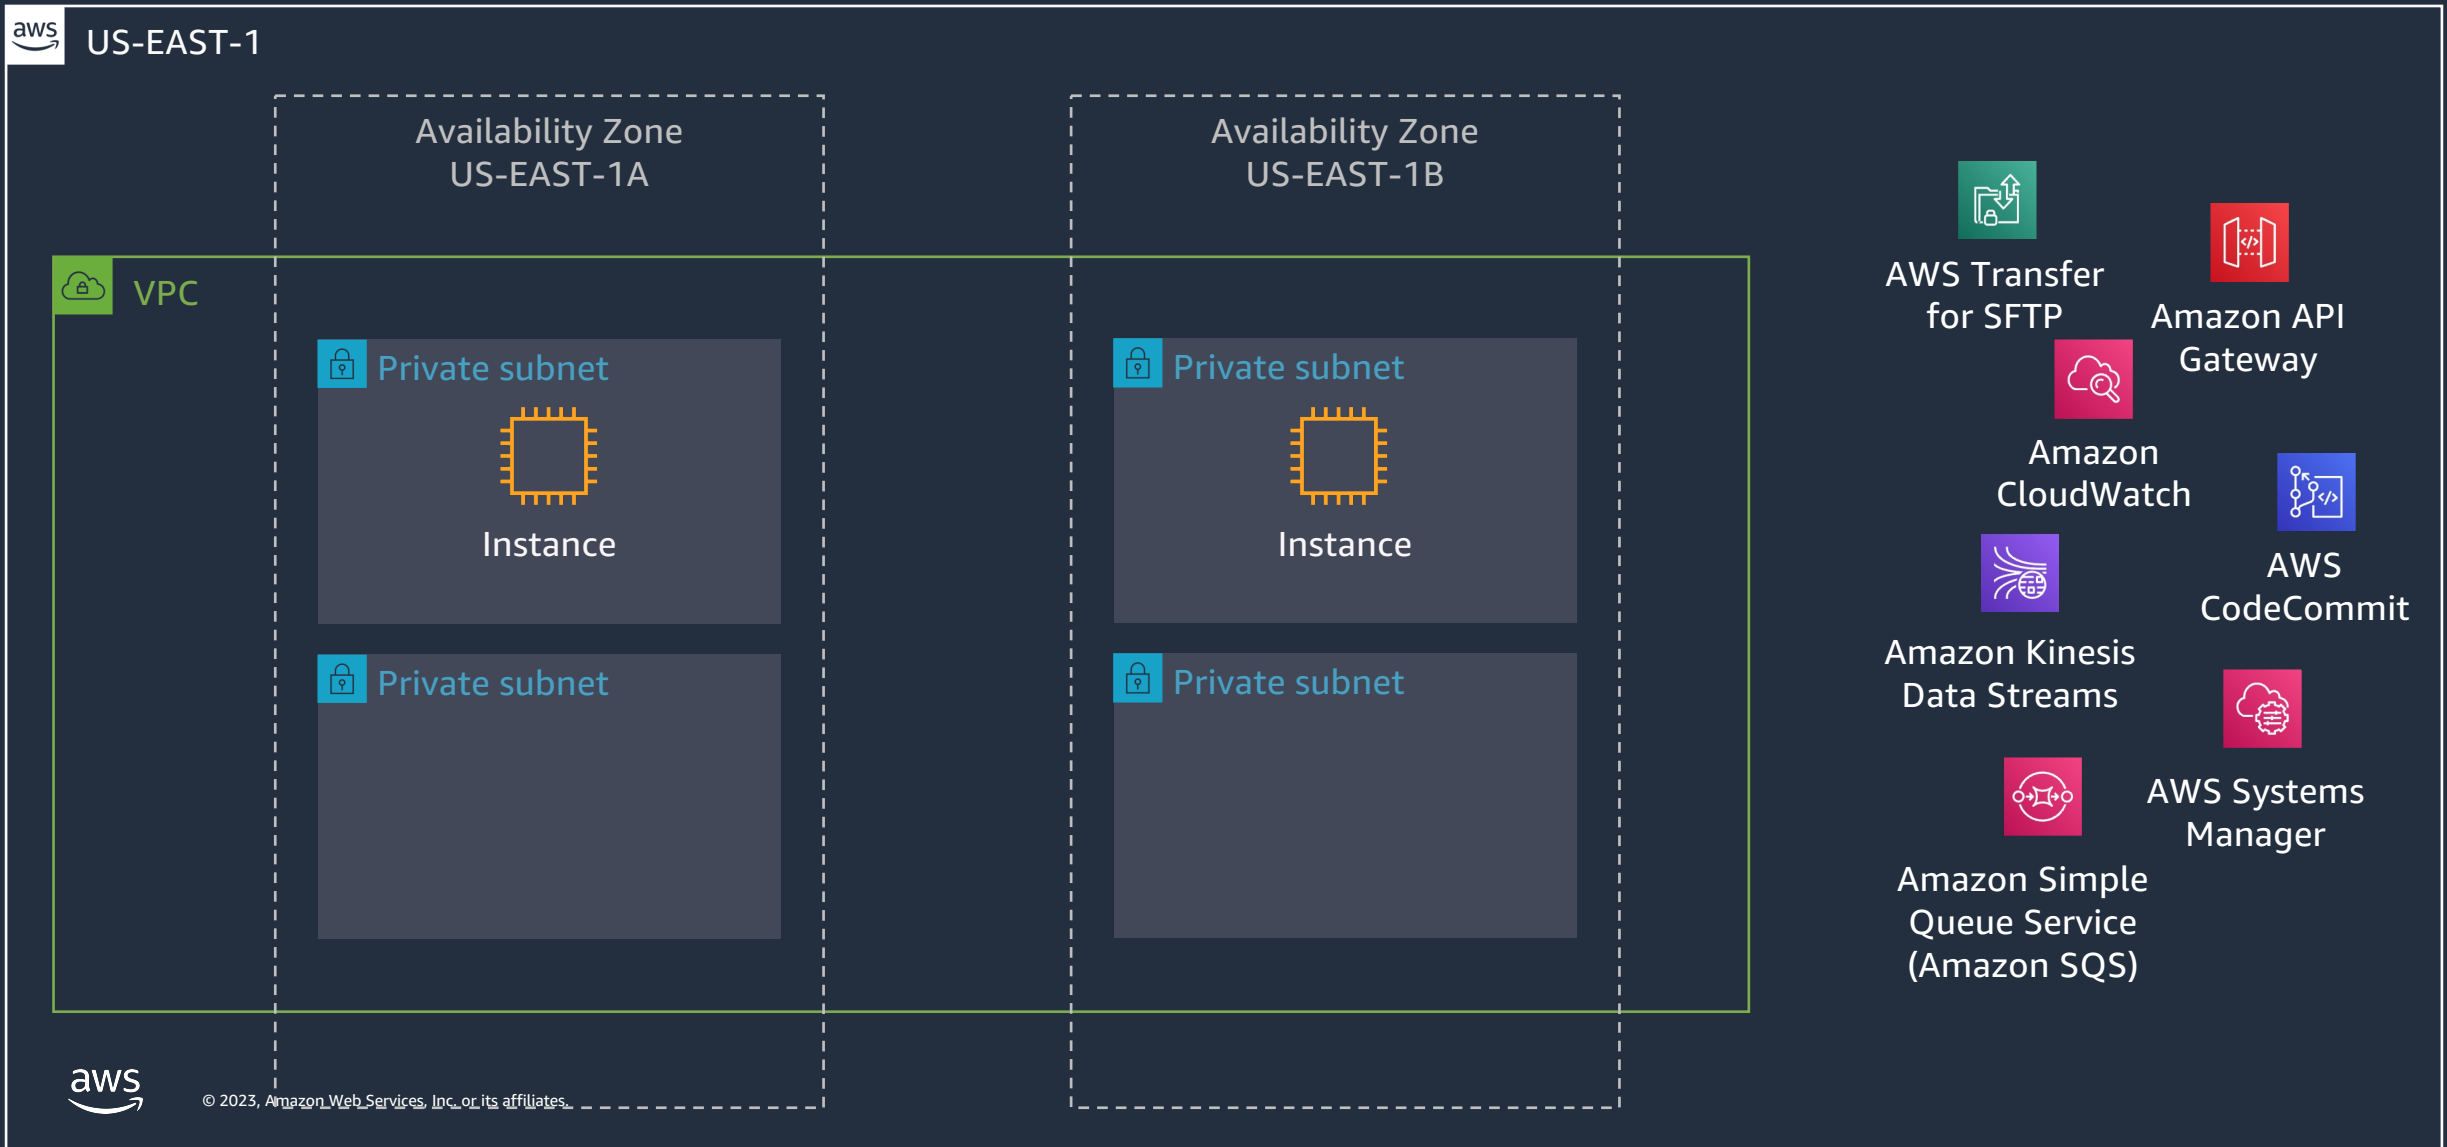 aws
US-EAST-1
Availability Zone
US-EAST-1A
Availability Zone
US-EAST-1B
VPC
Private subnet
Instance
Private subnet
Instance
Private subnet
Private subnet
AWS Transfer
for SFTP
Amazon API
Gateway
Amazon
CloudWatch
AWS
CodeCommit
Amazon Kinesis
Data Streams
AWS Systems
Manager
Amazon Simple
Queue Service
(Amazon SQS)
aws
© 2023, Amazon Web Services, Inc. or its affiliates.